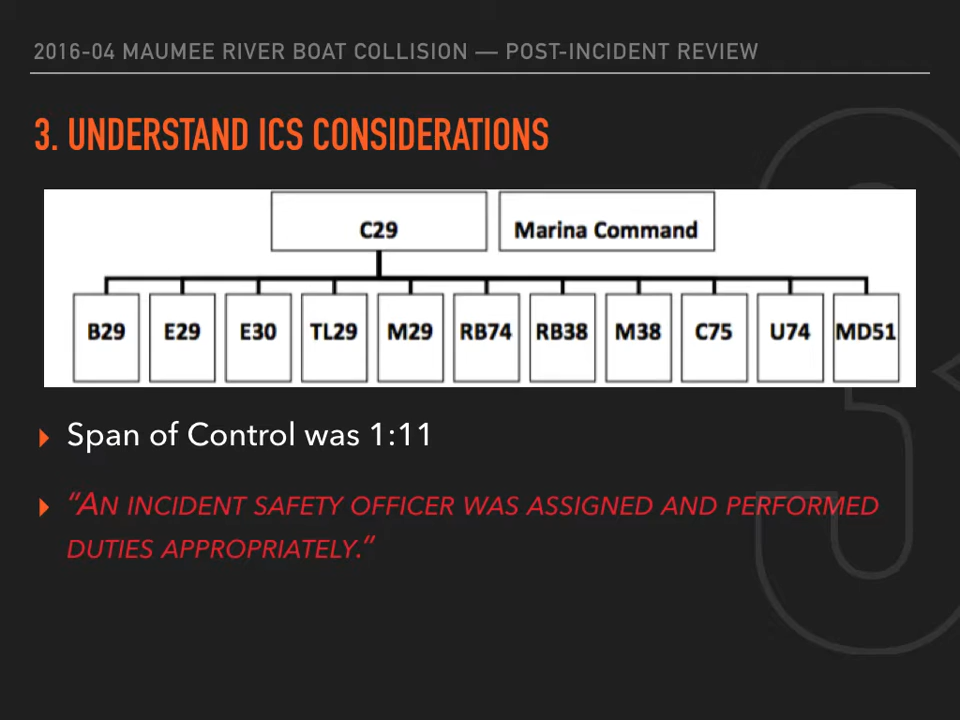 2016-04 MAUMEE RIVER BOAT COLLISION — POST-INCIDENT REVIEW
3. UNDERSTAND ICS CONSIDERATIONS
C29 Marina Command
B29 E29 E30 TL29 M29 RB74 RB38 M38 C75 U74 MD51
Span of Control was 1:11
“AN INCIDENT SAFETY OFFICER WAS ASSIGNED AND PERFORMED
DUTIES APPROPRIATELY.”
3